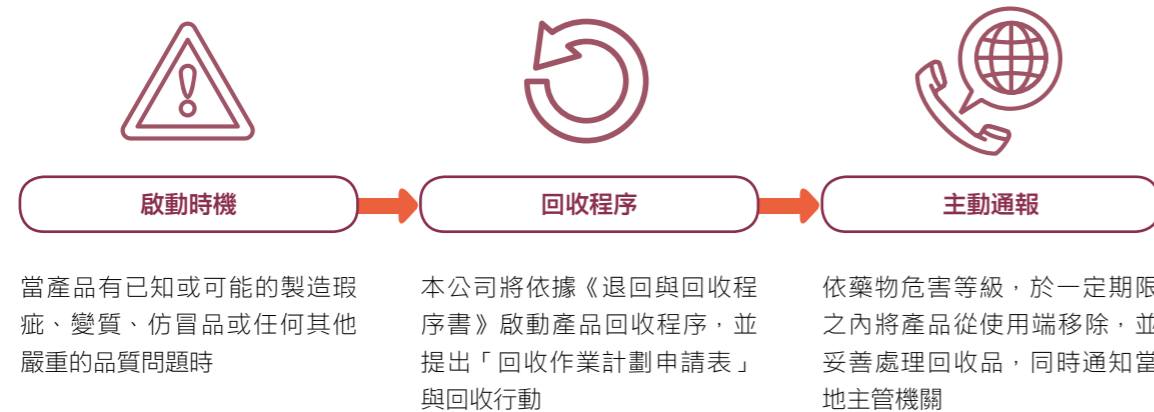 啟動時機
回收程序
主動通報
當產品有已知或可能的製造瑕
疵、變質、仿冒品或任何其他
嚴重的品質問題時
本公司將依據《退回與回收程
序書》啟動產品回收程序，並
提出「回收作業計劃申請表」
與回收行動
依藥物危害等級，於一定期限
之內將產品從使用端移除，並
妥善處理回收品，同時通知當
地主管機關